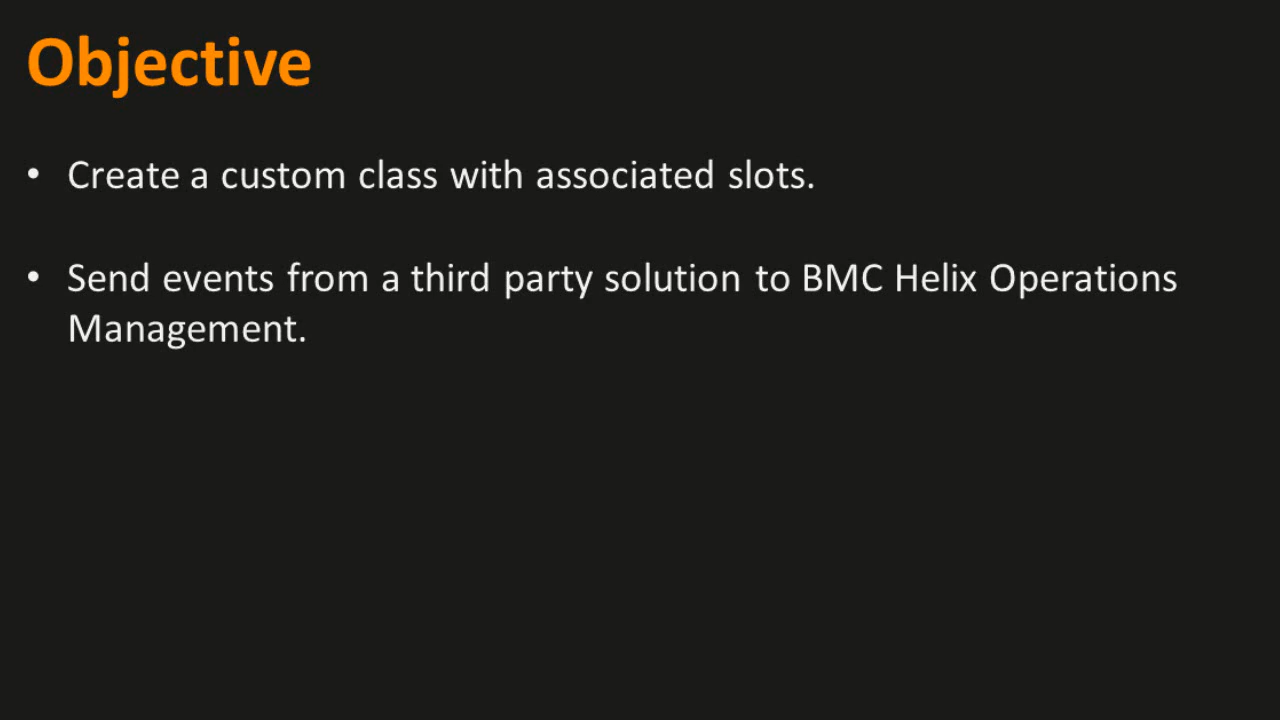 Objective
• Create a custom class with associated slots.
• Send events from a third party solution to BMC Helix Operations
Management.